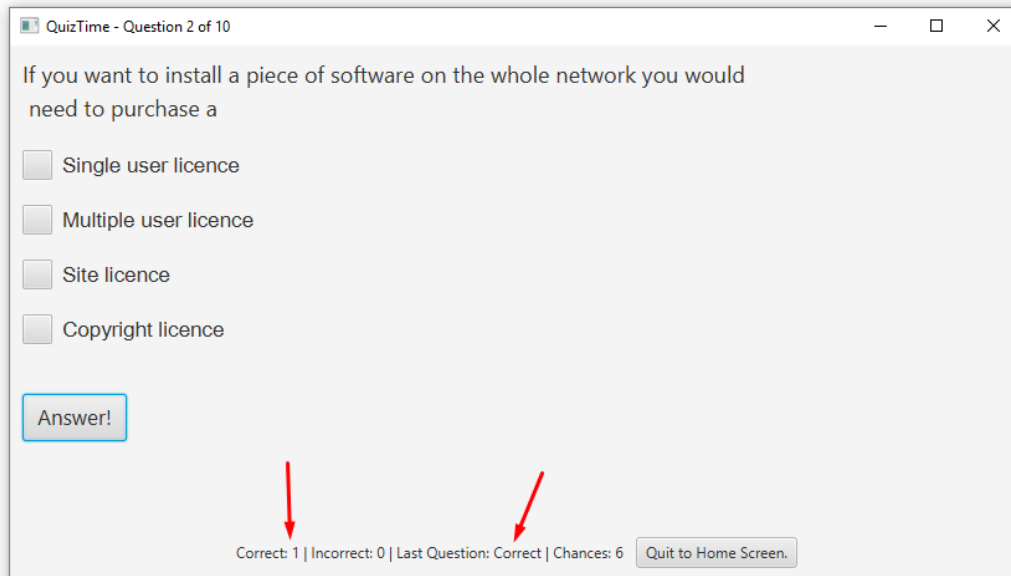 QuizTime - Question 2 of 10
If you want to install a piece of software on the whole network you would
need to purchase a
Single user licence
Multiple user licence
Site licence
Copyright licence
Answer!
Correct: 1 | Incorrect: 0 | Last Question: Correct | Chances: 6 Quit to Home Screen.